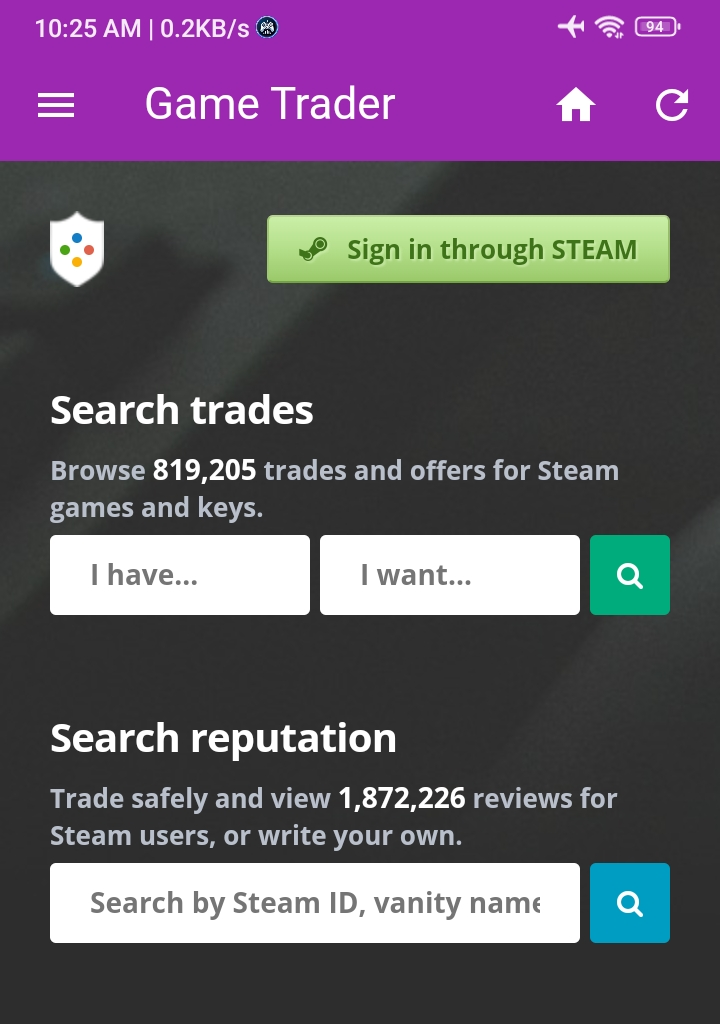 10:25 AM | 0.2KB/s
94
Game Trader
Sign in through STEAM
Search trades
Browse 819,205 trades and offers for Steam
games and keys.
I have...
I want...
Search reputation
Trade safely and view 1,872,226 reviews for
Steam users, or write your own.
Search by Steam ID, vanity name